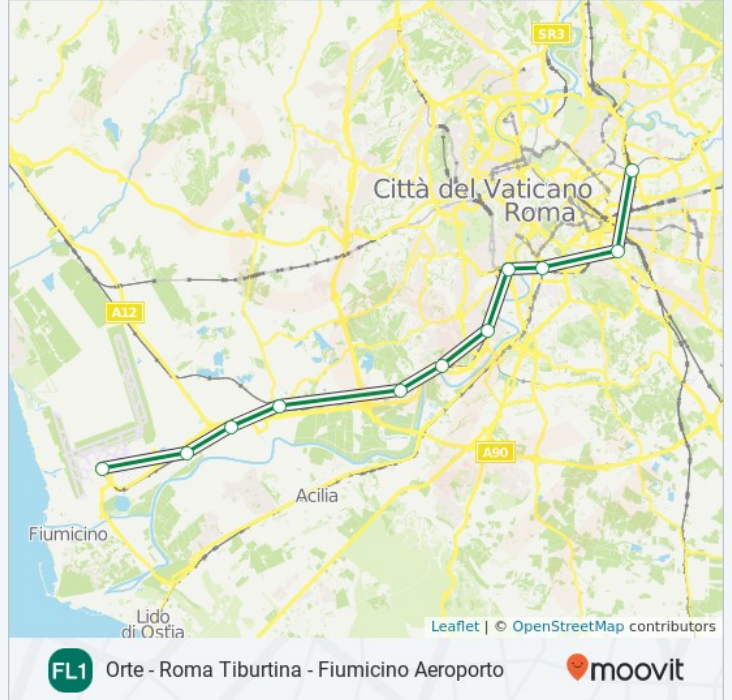 SR3
Città del Vaticano
Roma
A12
A90
Acilia
Fiumicino
Lido
di Ostia
Leaflet | © OpenStreetMap contributors
FL1 Orte - Roma Tiburtina - Fiumicino Aeroporto moovit